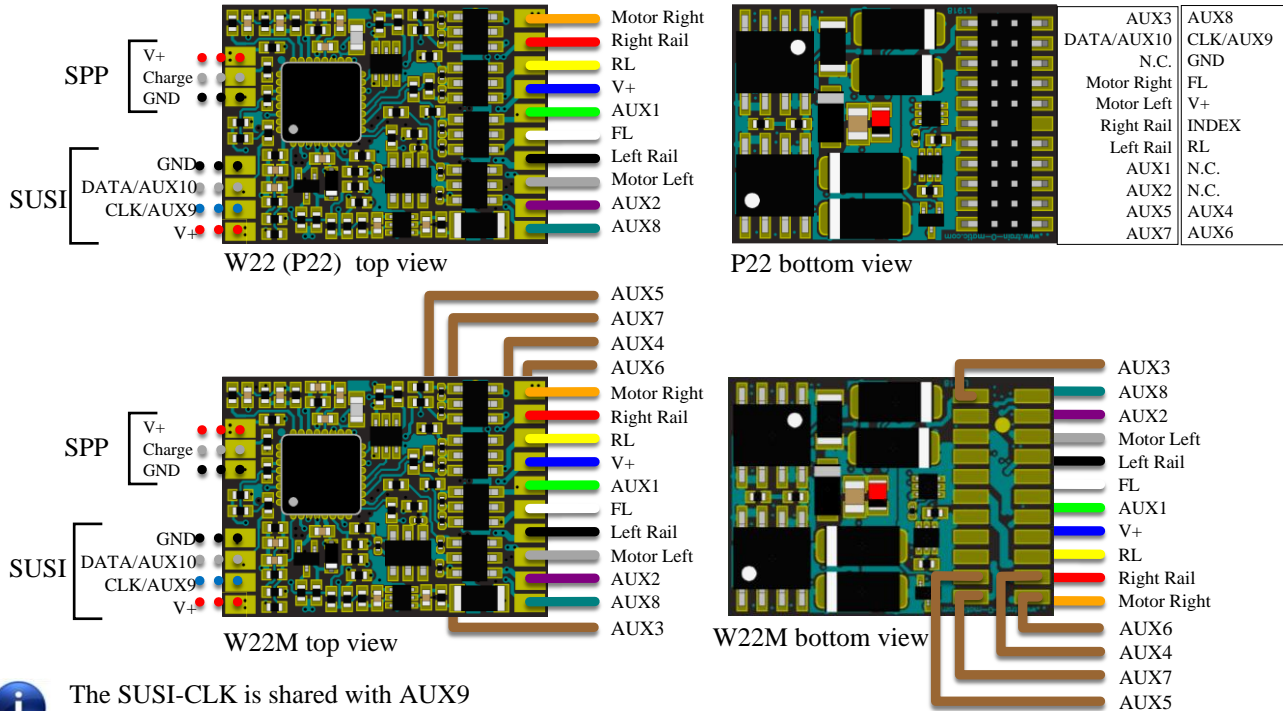 SPP
V+
Charge
GND
SUSI
GND
DATA/AUX10
CLK/AUX9
V+
Motor Right
Right Rail
RL
V+
AUX1
FL
Left Rail
Motor Left
AUX2
AUX8
W22 (P22) top view
L1918
www.train-O-matic.com
AUX3 AUX8
DATA/AUX10 CLK/AUX9
N.C. GND
Motor Right FL
Motor Left V+
Right Rail INDEX
Left Rail RL
AUX1 N.C.
AUX2 N.C.
AUX5 AUX4
AUX7 AUX6
P22 bottom view
AUX5
AUX7
AUX4
AUX6
SPP
V+
Charge
GND
SUSI
GND
DATA/AUX10
CLK/AUX9
V+
Motor Right
Right Rail
RL
V+
AUX1
FL
Left Rail
Motor Left
AUX2
AUX8
AUX3
W22M top view
AUX3
AUX8
AUX2
Motor Left
Left Rail
FL
AUX1
V+
RL
Right Rail
Motor Right
AUX6
AUX4
AUX7
AUX5
W22M bottom view
i
The SUSI-CLK is shared with AUX9